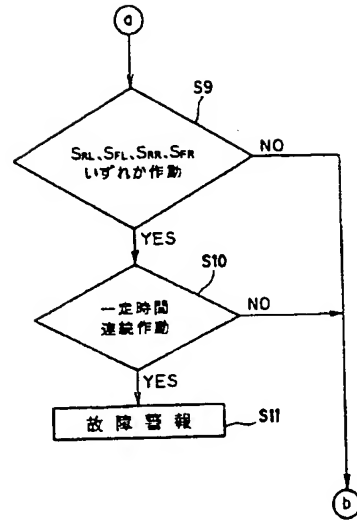 a
S9
SRL、SFL、SRR、SFR
いずれか作動
NO
YES
S10
一定時間
連続作動
NO
YES
故障警報
S11
b